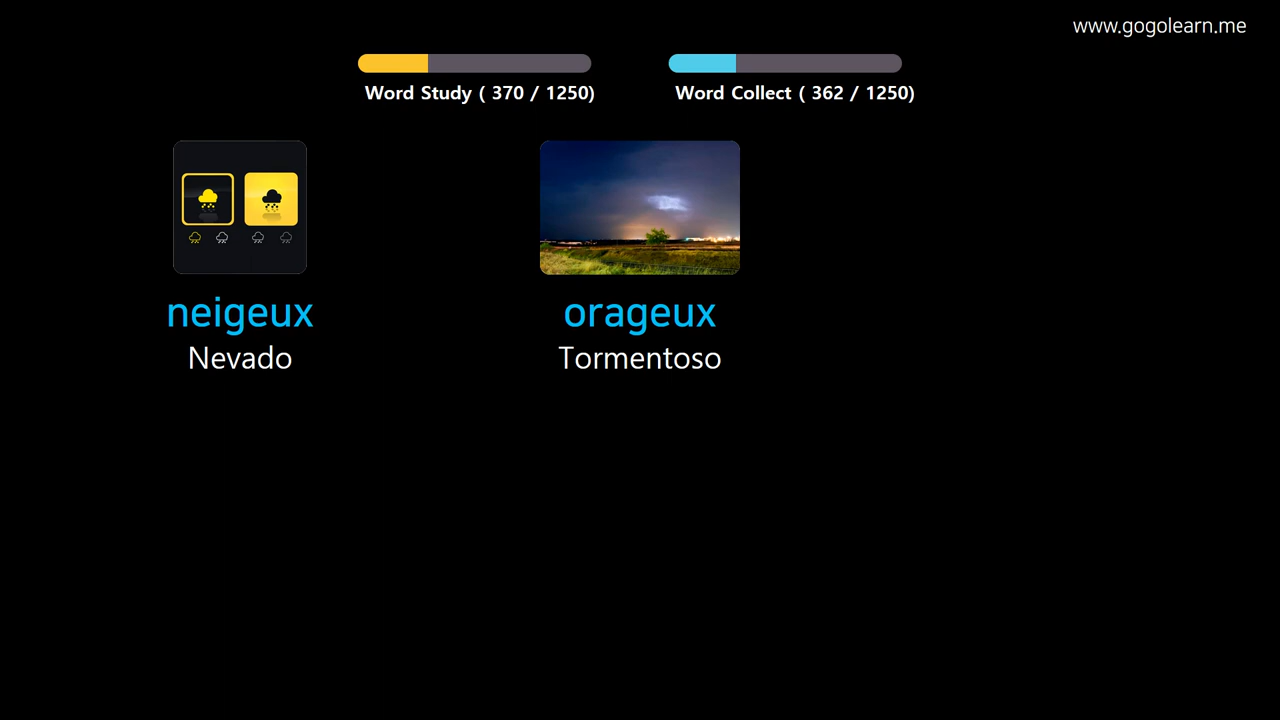 www.gogolearn.me
Word Study ( 370 / 1250)
Word Collect ( 362 / 1250)
neigeux
Nevado
orageux
Tormentoso